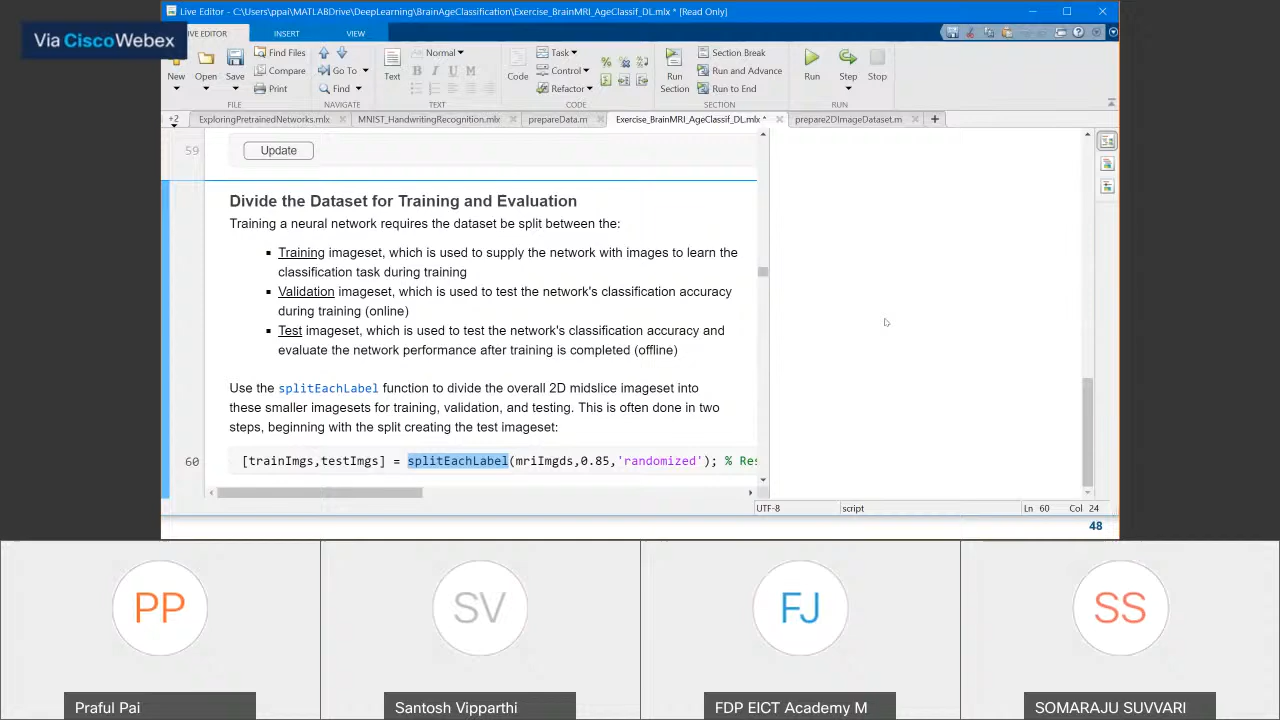 Live Editor - C:\Users\ppai\MATLABDrive\DeepLearning\BrainAgeClassification\Exercise_BrainMRI_AgeClassif_DL.mlx * [Read Only]
Via CiscoWebex
LIVE EDITOR INSERT VIEW
New Open Save
Find Files
Compare
Print
Go To
Find
Text
Normal
B I U M
Code
Task
Control
Refactor
Run Section
Section Break
Run and Advance
Run to End
Run Step Stop
FILE NAVIGATE TEXT CODE SECTION RUN
+2 ExploringPretrainedNetworks.mlx MNIST_HandwritingRecognition.mlx prepareData.m Exercise_BrainMRI_AgeClassif_DL.mlx * prepare2DImageDataset.m +
59 Update
Divide the Dataset for Training and Evaluation
Training a neural network requires the dataset be split between the:
Training imageset, which is used to supply the network with images to learn the
classification task during training
Validation imageset, which is used to test the network's classification accuracy
during training (online)
Test imageset, which is used to test the network's classification accuracy and
evaluate the network performance after training is completed (offline)
Use the splitEachLabel function to divide the overall 2D midslice imageset into
these smaller imagesets for training, validation, and testing. This is often done in two
steps, beginning with the split creating the test imageset:
60 [trainImgs,testImgs] = splitEachLabel(mriImgds,0.85,'randomized'); % Res
UTF-8 script Ln 60 Col 24
48
PP SV FJ SS
Praful Pai Santosh Vipparthi FDP EICT Academy M SOMARAJU SUVVARI